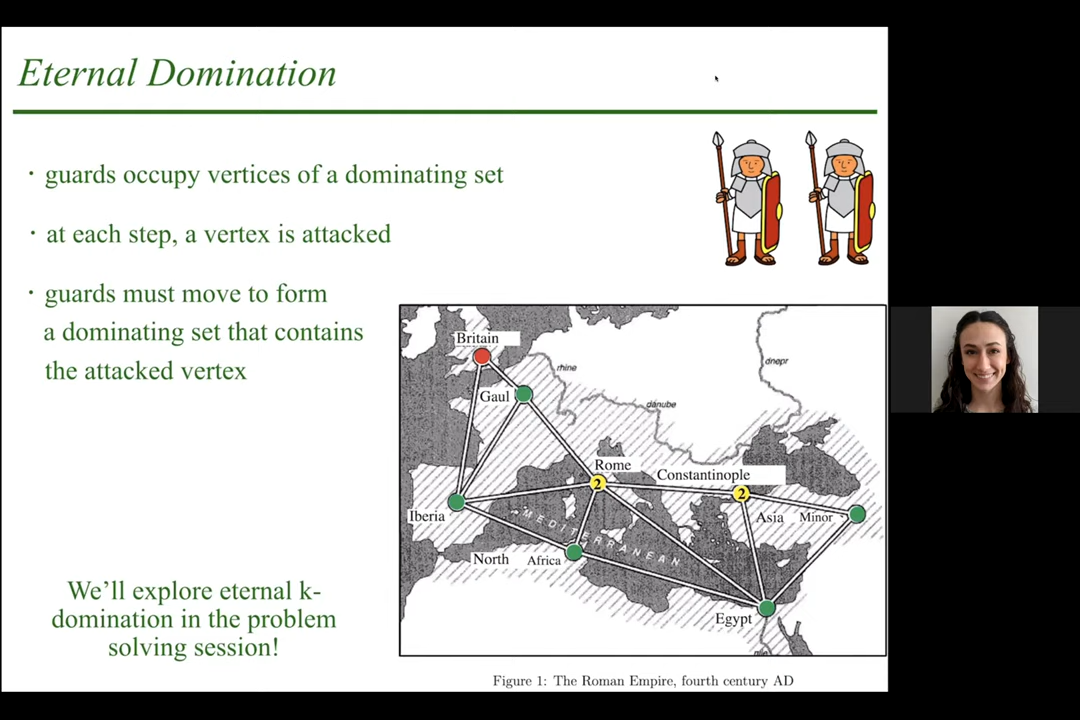 Eternal Domination
· guards occupy vertices of a dominating set
· at each step, a vertex is attacked
· guards must move to form
a dominating set that contains
the attacked vertex
We'll explore eternal k-
domination in the problem
solving session!
Britain
rhine
dnepr
Gaul
danube
Rome
Constantinople
2
2
Iberia
MEDITERRANEAN
Asia Minor
North Africa
Egypt
Figure 1: The Roman Empire, fourth century AD